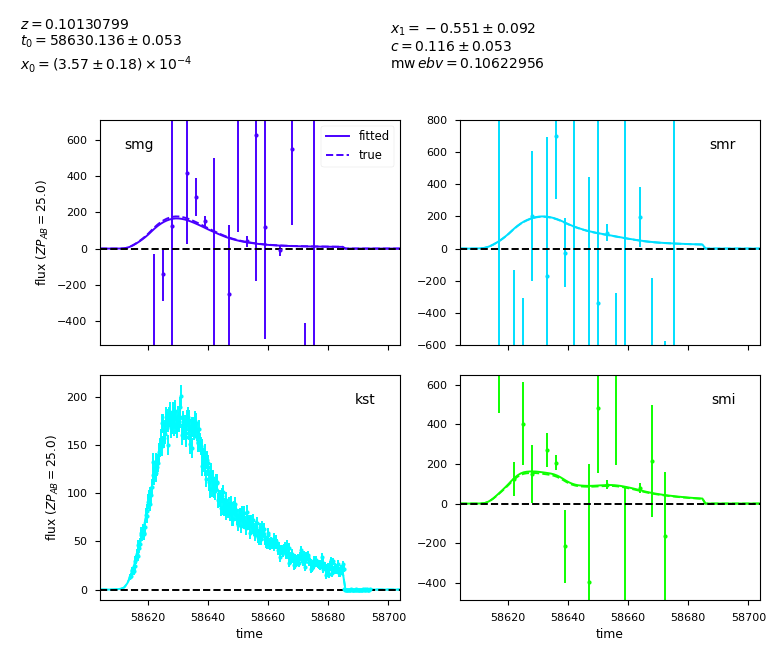 z = 0.10130799
t₀ = 58630.136 ± 0.053
x₀ = (3.57 ± 0.18) × 10⁻⁴
x₁ = −0.551 ± 0.092
c = 0.116 ± 0.053
mw ebv = 0.10622956
smg
fitted
true
600
400
200
0
−200
−400
flux (ZP_AB = 25.0)
smr
800
600
400
200
0
−200
−400
−600
kst
200
150
100
50
0
flux (ZP_AB = 25.0)
58620 58640 58660 58680 58700
time
smi
600
400
200
0
−200
−400
58620 58640 58660 58680 58700
time